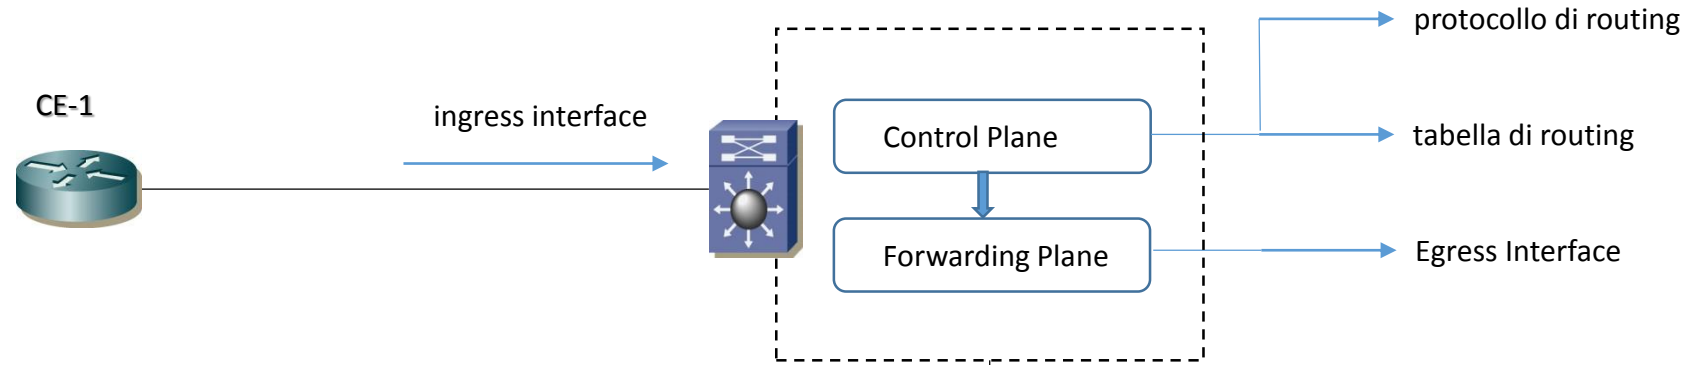 protocollo di routing
CE-1
ingress interface
Control Plane
tabella di routing
Forwarding Plane
Egress Interface